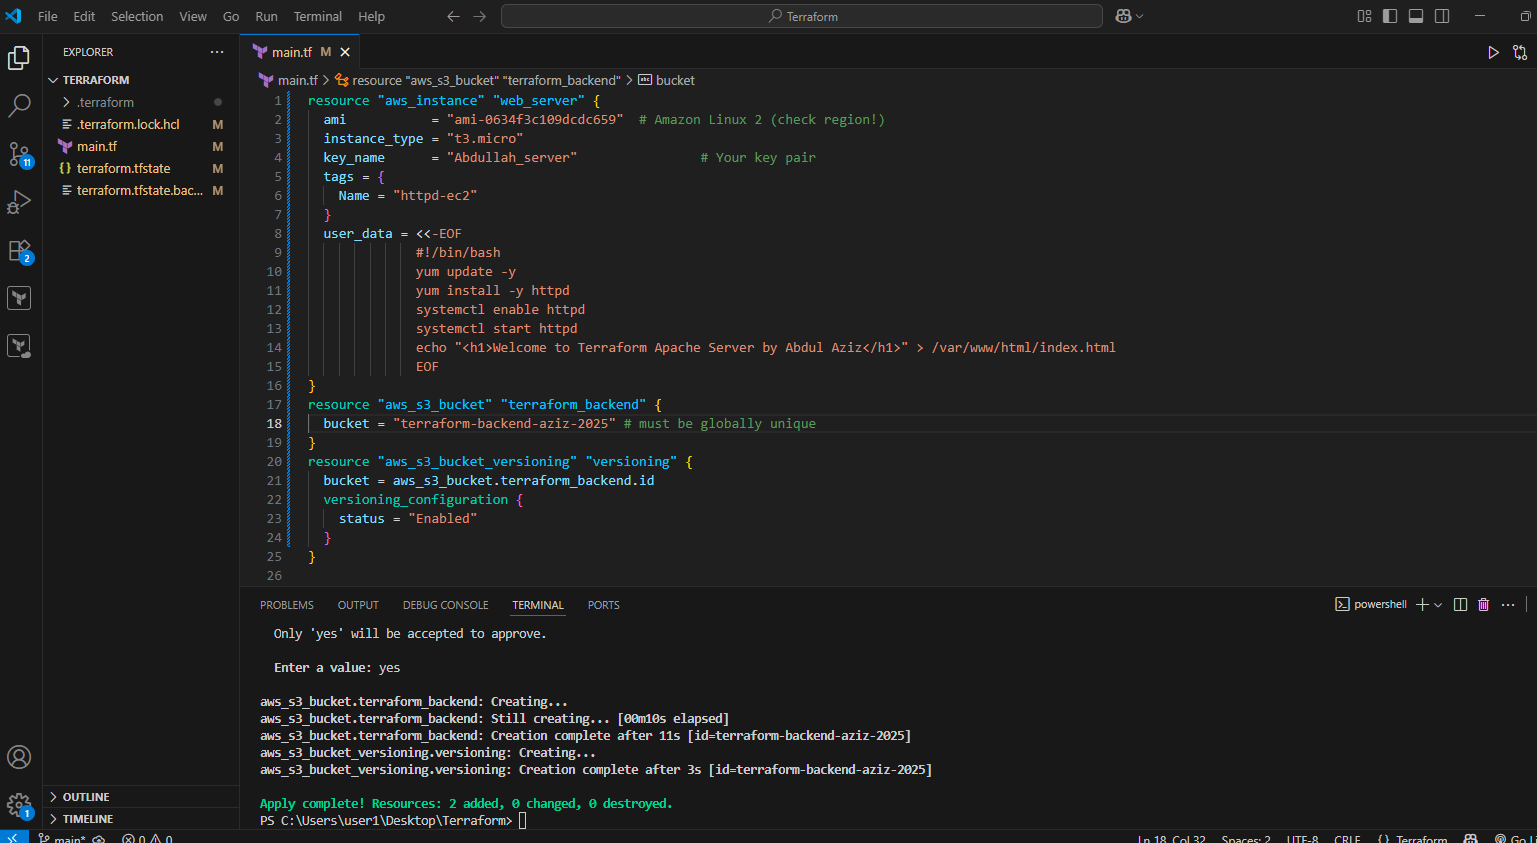 File Edit Selection View Go Run Terminal Help
Terraform
EXPLORER
TERRAFORM
.terraform
.terraform.lock.hcl M
main.tf M
terraform.tfstate M
terraform.tfstate.bac... M
OUTLINE
TIMELINE
11
2
1
main.tf M
main.tf > resource "aws_s3_bucket" "terraform_backend" > bucket
1 resource "aws_instance" "web_server" {
2 ami = "ami-0634f3c109dcdc659" # Amazon Linux 2 (check region!)
3 instance_type = "t3.micro"
4 key_name = "Abdullah_server" # Your key pair
5 tags = {
6 Name = "httpd-ec2"
7 }
8 user_data = <<-EOF
9 #!/bin/bash
10 yum update -y
11 yum install -y httpd
12 systemctl enable httpd
13 systemctl start httpd
14 echo "<h1>Welcome to Terraform Apache Server by Abdul Aziz</h1>" > /var/www/html/index.html
15 EOF
16 }
17 resource "aws_s3_bucket" "terraform_backend" {
18 bucket = "terraform-backend-aziz-2025" # must be globally unique
19 }
20 resource "aws_s3_bucket_versioning" "versioning" {
21 bucket = aws_s3_bucket.terraform_backend.id
22 versioning_configuration {
23 status = "Enabled"
24 }
25 }
26
PROBLEMS OUTPUT DEBUG CONSOLE TERMINAL PORTS
powershell
Only 'yes' will be accepted to approve.
Enter a value: yes
aws_s3_bucket.terraform_backend: Creating...
aws_s3_bucket.terraform_backend: Still creating... [00m10s elapsed]
aws_s3_bucket.terraform_backend: Creation complete after 11s [id=terraform-backend-aziz-2025]
aws_s3_bucket_versioning.versioning: Creating...
aws_s3_bucket_versioning.versioning: Creation complete after 3s [id=terraform-backend-aziz-2025]
Apply complete! Resources: 2 added, 0 changed, 0 destroyed.
PS C:\Users\user1\Desktop\Terraform>
main* 0 0 Ln 18, Col 32 Spaces: 2 UTF-8 CRLF {} Terraform Go